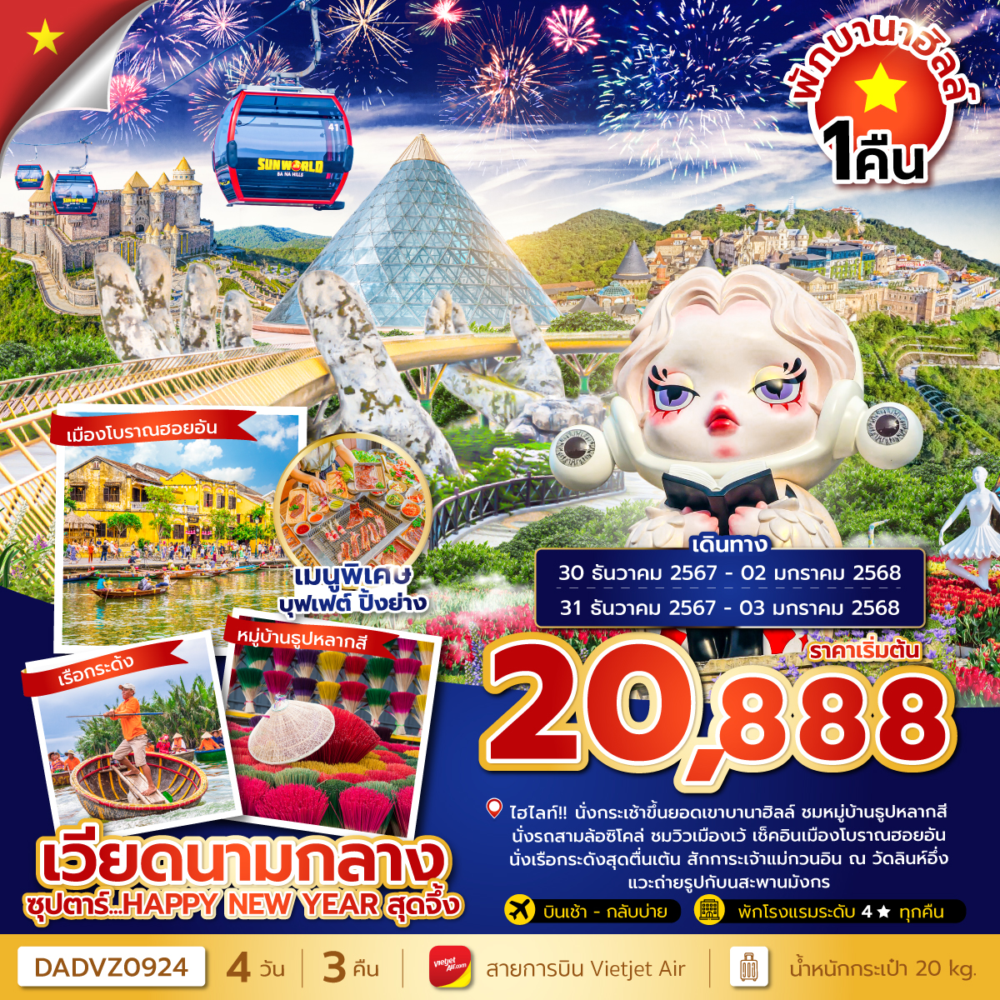 พักบานาฮิลล์
1คืน
41
SUNWORLD
BA NA HILLS
SUNWORLD
SUNWORLD
เมืองโบราณฮอยอัน
เมนูพิเศษ
บุฟเฟต์ ปิ้งย่าง
เดินทาง
30 ธันวาคม 2567 - 02 มกราคม 2568
31 ธันวาคม 2567 - 03 มกราคม 2568
เรือกระด้ง
หมู่บ้านธูปหลากสี
ราคาเริ่มต้น
20,888
ไฮไลท์!! นั่งกระเช้าขึ้นยอดเขาบานาฮิลล์ ชมหมู่บ้านธูปหลากสี
นั่งรถสามล้อซิโคล่ ชมวิวเมืองเว้ เช็คอินเมืองโบราณฮอยอัน
นั่งเรือกระด้งสุดตื่นเต้น สักการะเจ้าแม่กวนอิน ณ วัดลินห์อึ๋ง
แวะถ่ายรูปกับนสะพานมังกร
เวียดนามกลาง
ซุปตาร์...HAPPY NEW YEAR สุดจึ้ง
บินเช้า - กลับบ่าย
พักโรงแรมระดับ 4 ★ ทุกคืน
DADVZ0924
4 วัน
3 คืน
Vietjet Air.com
สายการบิน Vietjet Air
น้ำหนักกระเป๋า 20 kg.